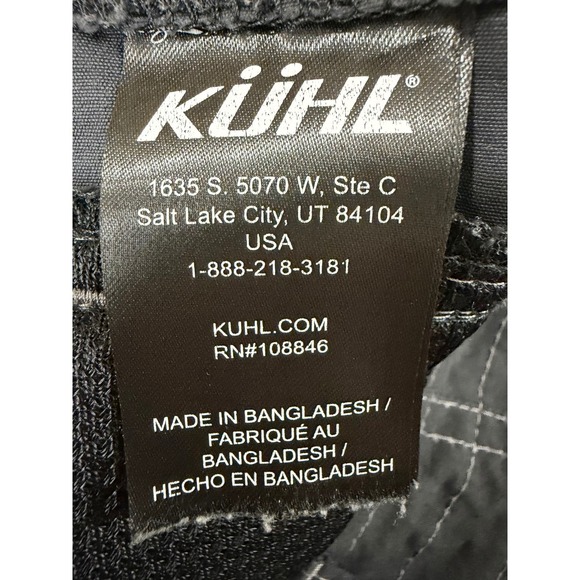 KÜHL®
1635 S. 5070 W, Ste C
Salt Lake City, UT 84104
USA
1-888-218-3181
KUHL.COM
RN#108846
MADE IN BANGLADESH /
FABRIQUÉ AU
BANGLADESH /
HECHO EN BANGLADESH